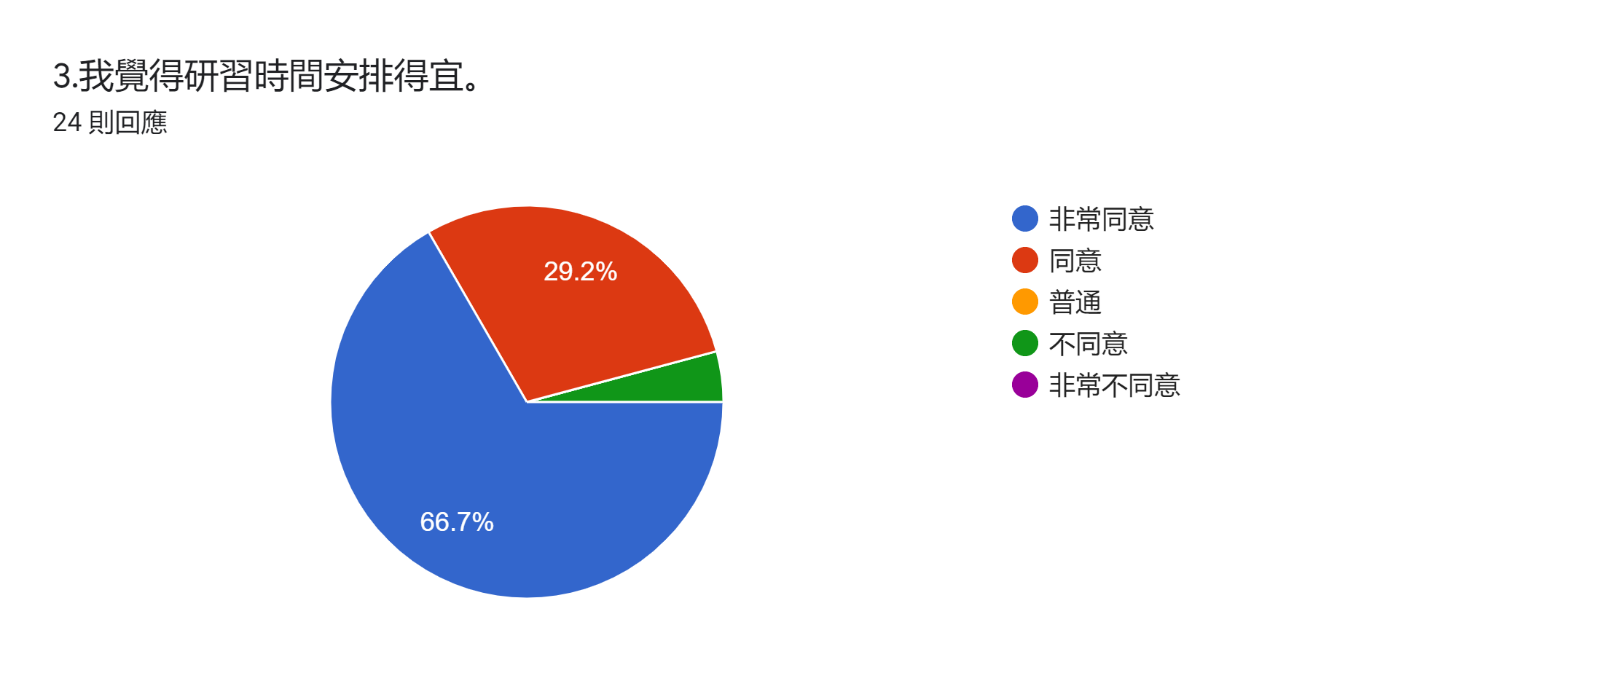 3.我覺得研習時間安排得宜。
24 則回應
29.2%
66.7%
非常同意
同意
普通
不同意
非常不同意